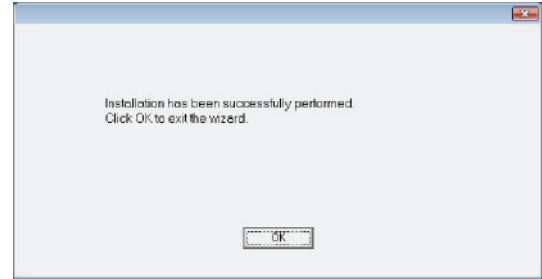 Installation has been successfully performed.
Click OK to exit the wizard.
OK